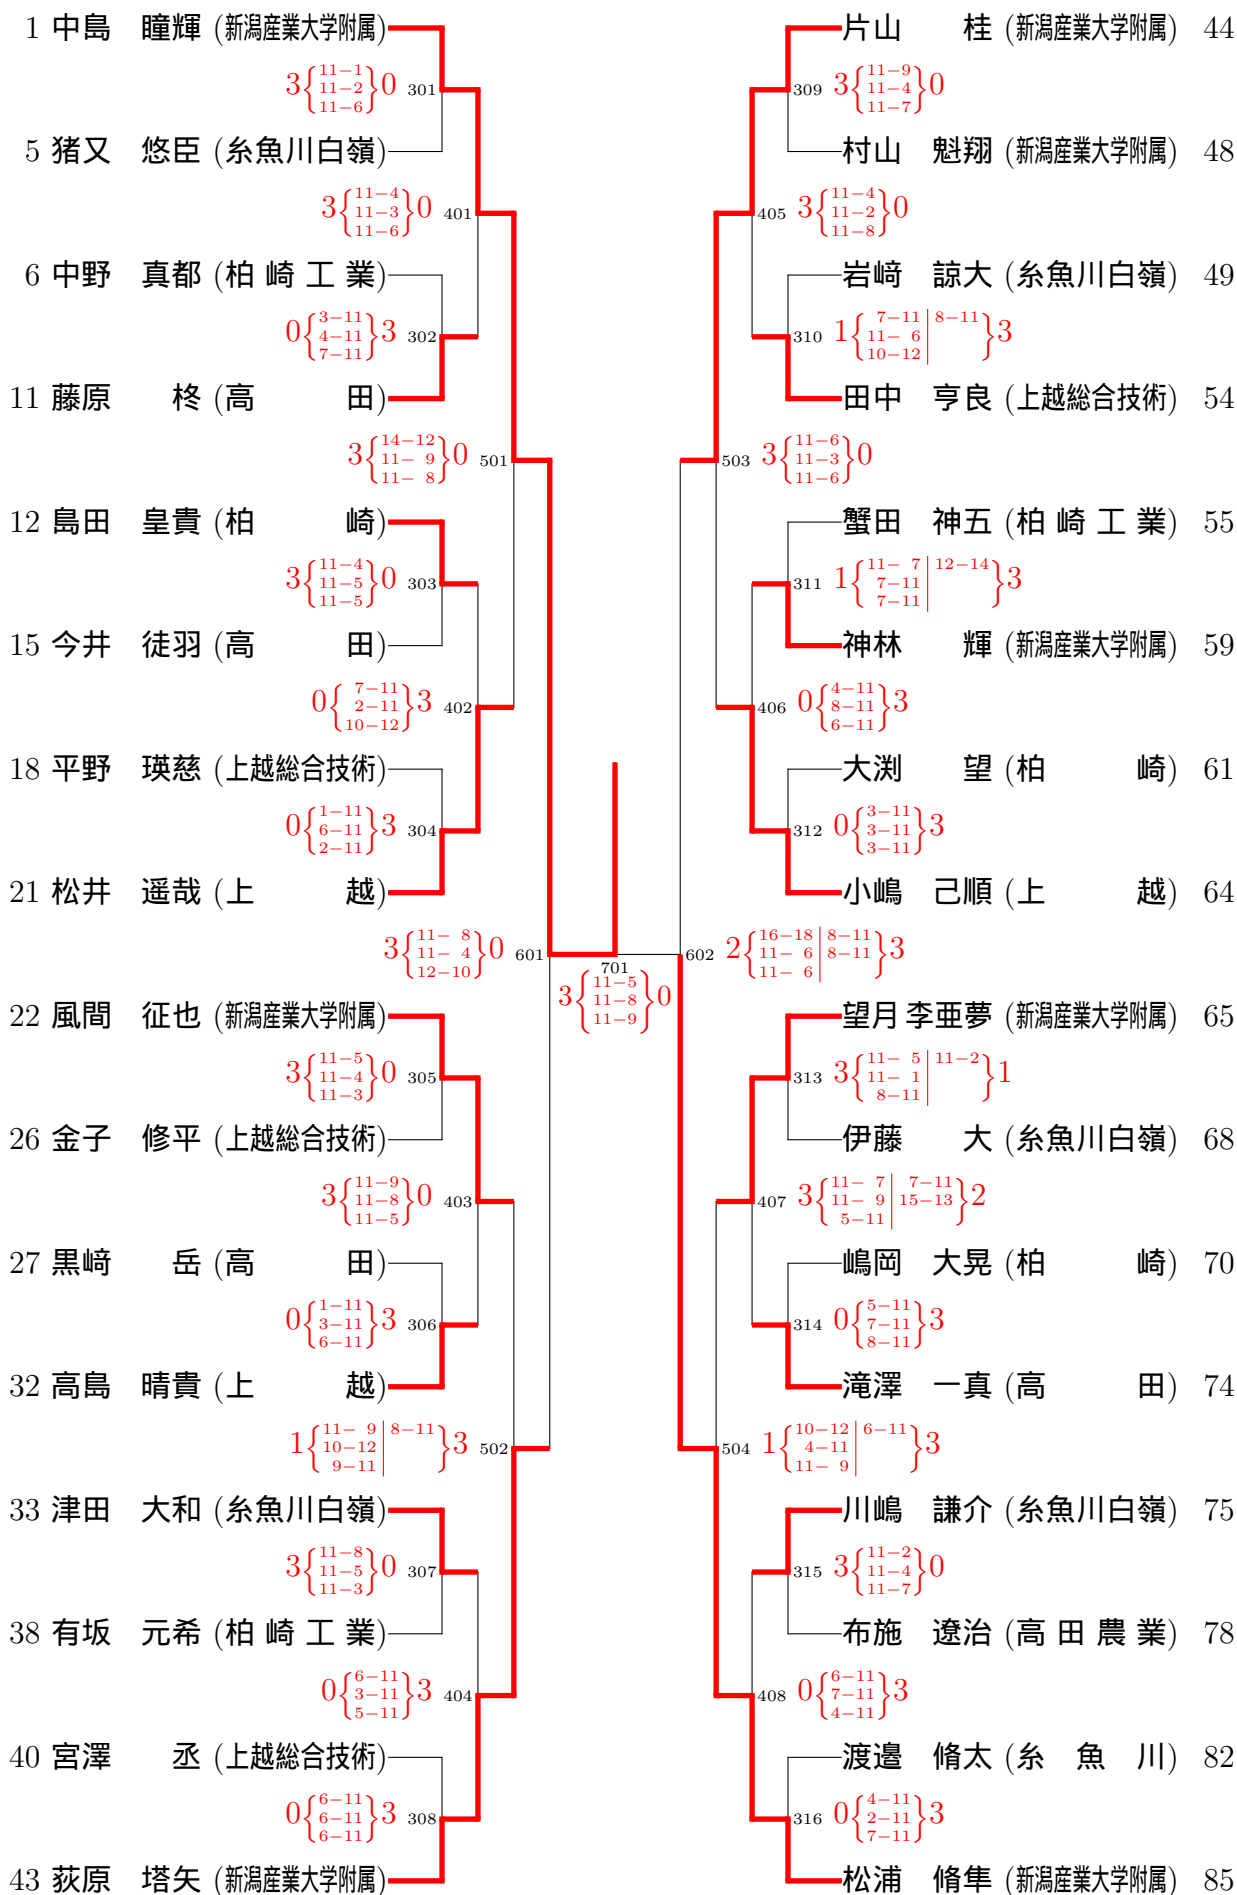 1 中島 瞳輝 (新潟産業大学附属)
3{11−1 11−2 11−6}0 301
5 猪又 悠臣 (糸魚川白嶺)
3{11−4 11−3 11−6}0 401
6 中野 真都 (柏崎工業)
0{3−11 4−11 7−11}3 302
11 藤原 柊 (高田)
3{14−12 11−9 11−8}0 501
12 島田 皇貴 (柏崎)
3{11−4 11−5 11−5}0 303
15 今井 徒羽 (高田)
0{7−11 2−11 10−12}3 402
18 平野 瑛慈 (上越総合技術)
0{1−11 6−11 2−11}3 304
21 松井 遥哉 (上越)
3{11−8 11−4 12−10}0 601
22 風間 征也 (新潟産業大学附属)
3{11−5 11−4 11−3}0 305
26 金子 修平 (上越総合技術)
3{11−9 11−8 11−5}0 403
27 黒﨑 岳 (高田)
0{1−11 3−11 6−11}3 306
32 高島 晴貴 (上越)
1{11−9 10−12 9−11 | 8−11}3 502
33 津田 大和 (糸魚川白嶺)
3{11−8 11−5 11−3}0 307
38 有坂 元希 (柏崎工業)
0{6−11 3−11 5−11}3 404
40 宮澤 丞 (上越総合技術)
0{6−11 6−11 6−11}3 308
43 荻原 塔矢 (新潟産業大学附属)
701
3{11−5 11−8 11−9}0
片山 桂 (新潟産業大学附属) 44
309 3{11−9 11−4 11−7}0
村山 魁翔 (新潟産業大学附属) 48
405 3{11−4 11−2 11−8}0
岩﨑 諒大 (糸魚川白嶺) 49
310 1{7−11 11−6 10−12 | 8−11}3
田中 亨良 (上越総合技術) 54
503 3{11−6 11−3 11−6}0
蟹田 神五 (柏崎工業) 55
311 1{11−7 7−11 7−11 | 12−14}3
神林 輝 (新潟産業大学附属) 59
406 0{4−11 8−11 6−11}3
大渕 望 (柏崎) 61
312 0{3−11 3−11 3−11}3
小嶋 己順 (上越) 64
602 2{16−18 11−6 11−6 | 8−11 8−11}3
望月 李亜夢 (新潟産業大学附属) 65
313 3{11−5 11−1 8−11 | 11−2}1
伊藤 大 (糸魚川白嶺) 68
407 3{11−7 11−9 5−11 | 7−11 15−13}2
嶋岡 大晃 (柏崎) 70
314 0{5−11 7−11 8−11}3
滝澤 一真 (高田) 74
504 1{10−12 4−11 11−9 | 6−11}3
川嶋 謙介 (糸魚川白嶺) 75
315 3{11−2 11−4 11−7}0
布施 遼治 (高田農業) 78
408 0{6−11 7−11 4−11}3
渡邉 脩太 (糸魚川) 82
316 0{4−11 2−11 7−11}3
松浦 脩隼 (新潟産業大学附属) 85